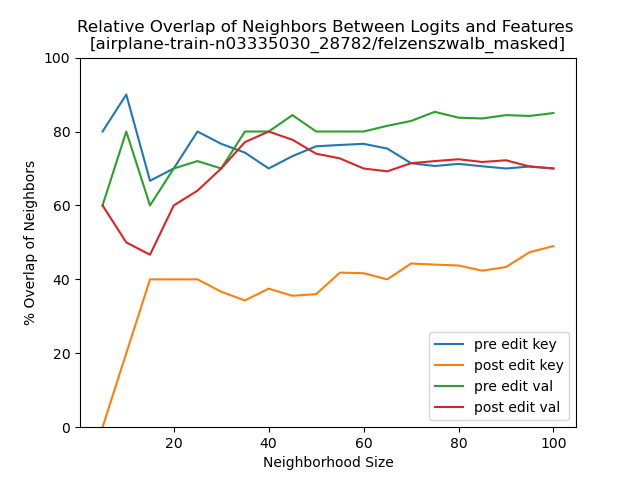 Relative Overlap of Neighbors Between Logits and Features
[airplane-train-n03335030_28782/felzenszwalb_masked]
100
80
60
40
20
0
% Overlap of Neighbors
pre edit key
post edit key
pre edit val
post edit val
20 40 60 80 100
Neighborhood Size